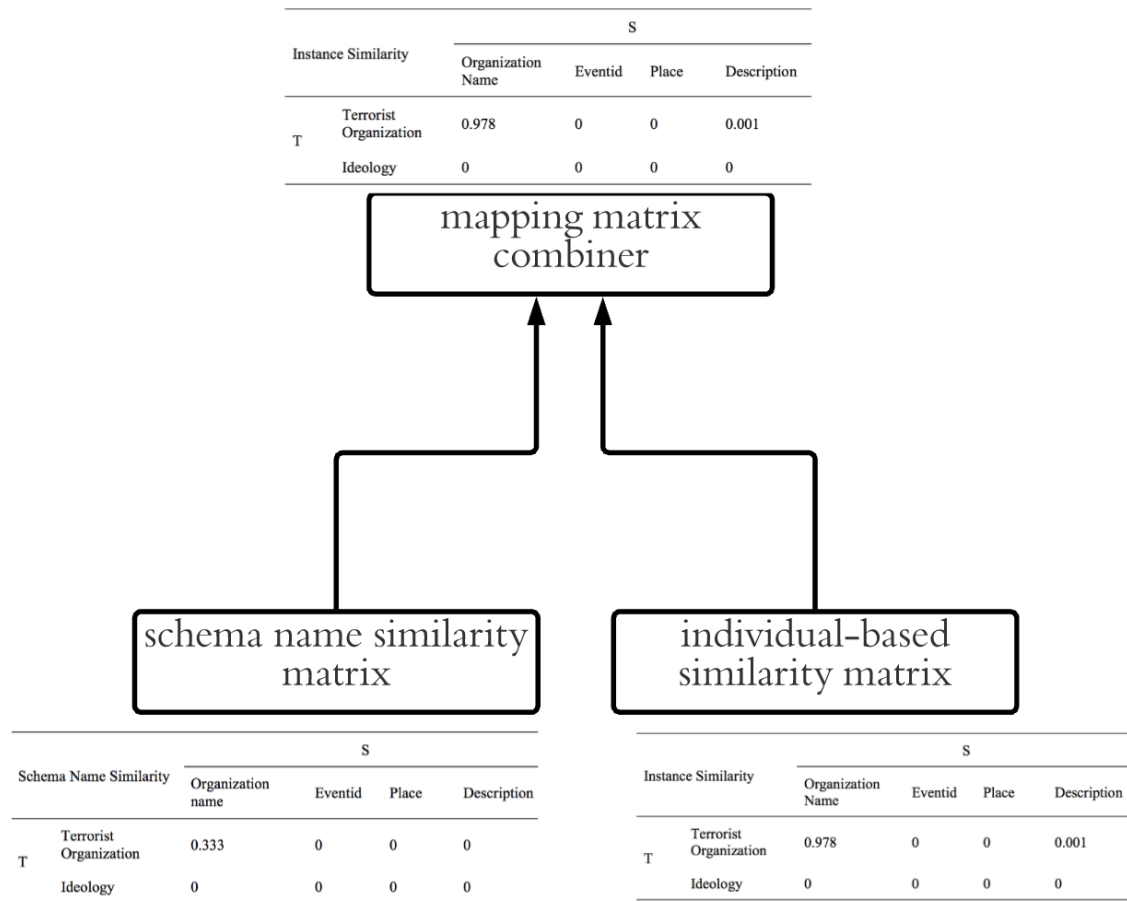 S
Instance Similarity
Organization Name Eventid Place Description
T Terrorist Organization 0.978 0 0 0.001
Ideology 0 0 0 0
mapping matrix
combiner
schema name similarity
matrix
individual-based
similarity matrix
S
Schema Name Similarity
Organization name Eventid Place Description
T Terrorist Organization 0.333 0 0 0
Ideology 0 0 0 0
S
Instance Similarity
Organization Name Eventid Place Description
T Terrorist Organization 0.978 0 0 0.001
Ideology 0 0 0 0